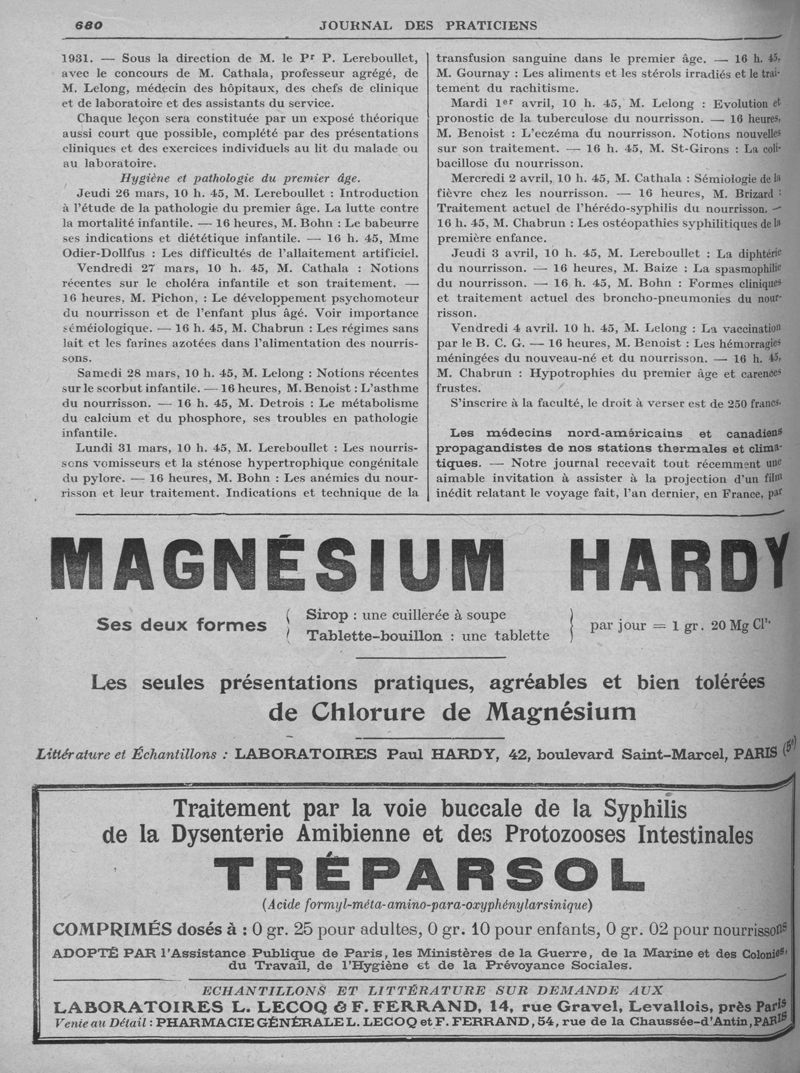 680
JOURNAL DES PRATICIENS
1931. — Sous la direction de M. le Pr P. Lereboullet,
avec le concours de M. Cathala, professeur agrégé, de
M. Lelong, médecin des hôpitaux, des chefs de clinique
et de laboratoire et des assistants du service.
Chaque leçon sera constituée par un exposé théorique
aussi court que possible, complété par des présentations
cliniques et des exercices individuels au lit du malade ou
au laboratoire.
Hygiène et pathologie du premier âge.
Jeudi 26 mars, 10 h. 45, M. Lereboullet : Introduction
à l'étude de la pathologie du premier âge. La lutte contre
la mortalité infantile. — 16 heures, M. Bohn : Le babeurre
ses indications et diététique infantile. — 16 h. 45, Mme
Odier-Dollfus : Les difficultés de l'allaitement artificiel.
Vendredi 27 mars, 10 h. 45, M. Cathala : Notions
récentes sur le choléra infantile et son traitement. —
16 heures, M. Pichon, : Le développement psychomoteur
du nourrisson et de l'enfant plus âgé. Voir importance
séméiologique. — 16 h. 45, M. Chabrun : Les régimes sans
lait et les farines azotées dans l'alimentation des nourris-
sons.
Samedi 28 mars, 10 h. 45, M. Lelong : Notions récentes
sur le scorbut infantile. — 16 heures, M. Benoist : L'asthme
du nourrisson. — 16 h. 45, M. Detrois : Le métabolisme
du calcium et du phosphore, ses troubles en pathologie
infantile.
Lundi 31 mars, 10 h. 45, M. Lereboullet : Les nourris-
sons vomisseurs et la sténose hypertrophique congénitale
du pylore. — 16 heures, M. Bohn : Les anémies du nour-
risson et leur traitement. Indications et technique de la
transfusion sanguine dans le premier âge. — 16 h. 45,
M. Gournay : Les aliments et les stérols irradiés et le trai-
tement du rachitisme.
Mardi 1er avril, 10 h. 45, M. Lelong : Evolution et
pronostic de la tuberculose du nourrisson. — 16 heures,
M. Benoist : L'eczéma du nourrisson. Notions nouvelles
sur son traitement. — 16 h. 45, M. St-Girons : La coli-
bacillose du nourrisson.
Mercredi 2 avril, 10 h. 45, M. Cathala : Sémiologie de la
fièvre chez les nourrisson. — 16 heures, M. Brizard :
Traitement actuel de l'hérédo-syphilis du nourrisson. —
16 h. 45, M. Chabrun : Les ostéopathies syphilitiques de la
première enfance.
Jeudi 3 avril, 10 h. 45, M. Lereboullet : La diphtérie
du nourrisson. — 16 heures, M. Baize : La spasmophilie
du nourrisson. — 16 h. 45, M. Bohn : Formes cliniques
et traitement actuel des broncho-pneumonies du nour-
risson.
Vendredi 4 avril. 10 h. 45, M. Lelong : La vaccination
par le B. C. G. — 16 heures, M. Benoist : Les hémorragies
méningées du nouveau-né et du nourrisson. — 16 h. 45,
M. Chabrun : Hypotrophies du premier âge et carences
frustes.
S'inscrire à la faculté, le droit à verser est de 250 francs.
Les médecins nord-américains et canadiens
propagandistes de nos stations thermales et clima-
tiques. — Notre journal recevait tout récemment une
aimable invitation à assister à la projection d'un film
inédit relatant le voyage fait, l'an dernier, en France, par
MAGNÉSIUM HARDY
Ses deux formes { Sirop : une cuillerée à soupe
Tablette-bouillon : une tablette } par jour = 1 gr. 20 Mg Cl².
Les seules présentations pratiques, agréables et bien tolérées
de Chlorure de Magnésium
Littérature et Échantillons : LABORATOIRES Paul HARDY, 42, boulevard Saint-Marcel, PARIS (5e)
Traitement par la voie buccale de la Syphilis
de la Dysenterie Amibienne et des Protozooses Intestinales
TRÉPARSOL
(Acide formyl-méta-amino-para-oxyphénylarsinique)
COMPRIMÉS dosés à : 0 gr. 25 pour adultes, 0 gr. 10 pour enfants, 0 gr. 02 pour nourrissons
ADOPTÉ PAR l'Assistance Publique de Paris, les Ministères de la Guerre, de la Marine et des Colonies,
du Travail, de l'Hygiène et de la Prévoyance Sociales.
ECHANTILLONS ET LITTÉRATURE SUR DEMANDE AUX
LABORATOIRES L. LECOQ & F. FERRAND, 14, rue Gravel, Levallois, près Paris
Vente au Détail : PHARMACIE GÉNÉRALE L. LECOQ et F. FERRAND, 54, rue de la Chaussée-d'Antin, PARIS